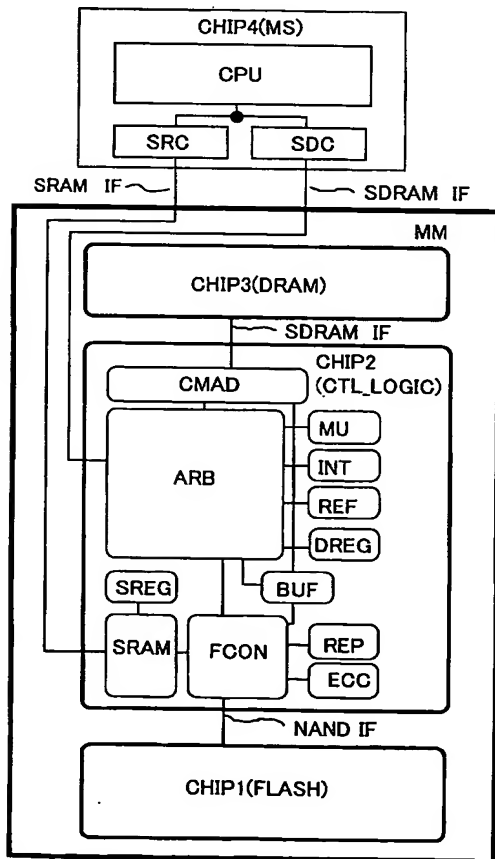 CHIP4(MS)
CPU
SRC
SDC
SRAM IF
SDRAM IF
MM
CHIP3(DRAM)
SDRAM IF
CHIP2
(CTL_LOGIC)
CMAD
MU
ARB
INT
REF
DREG
SREG
BUF
SRAM
FCON
REP
ECC
NAND IF
CHIP1(FLASH)